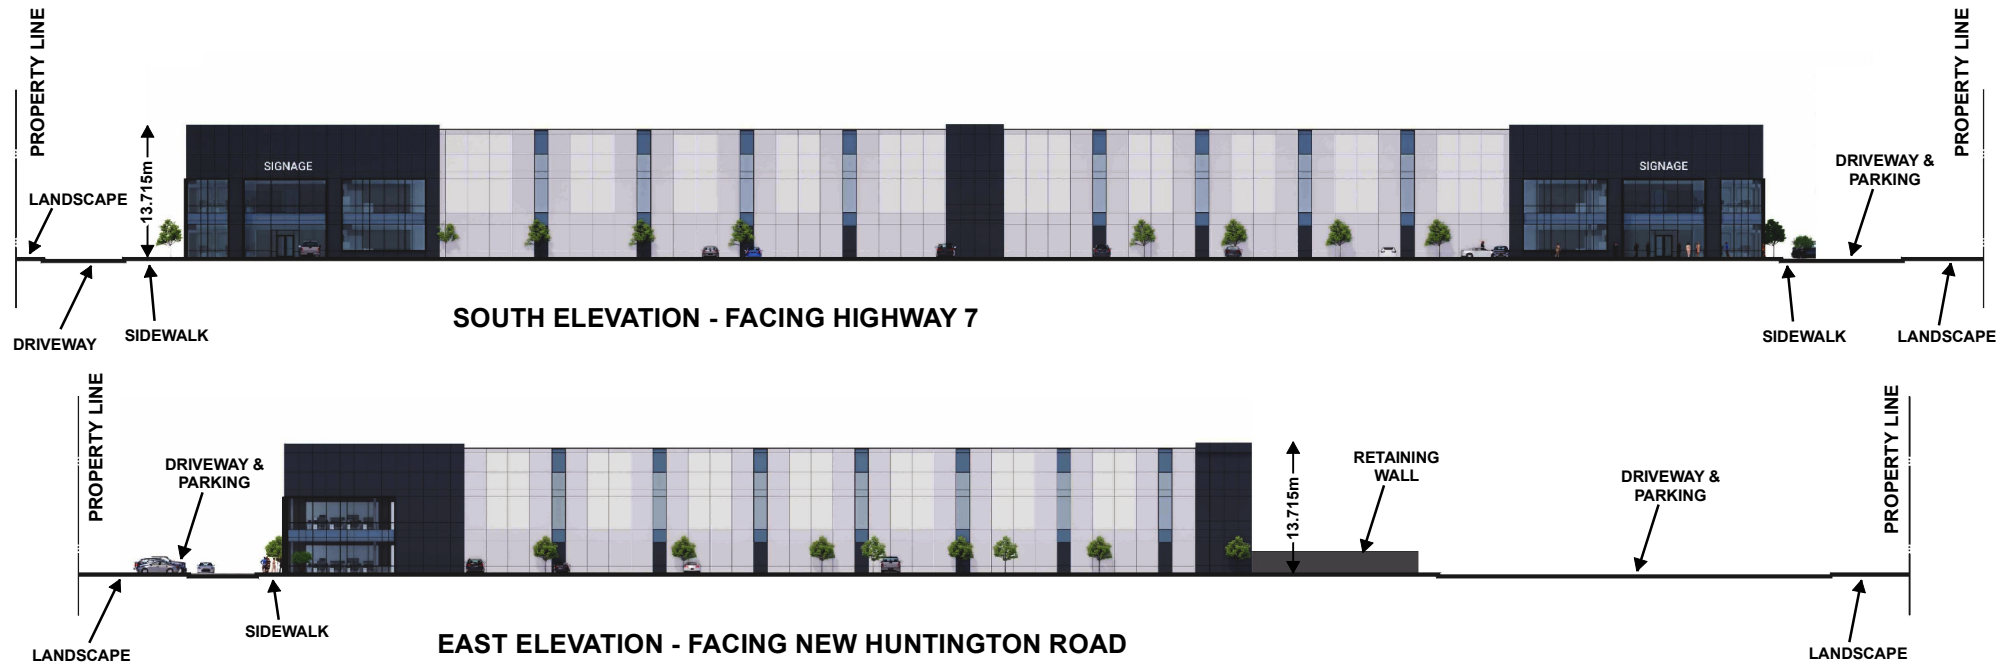 PROPERTY LINE
PROPERTY LINE
13.715m
SIGNAGE
SIGNAGE
DRIVEWAY &
PARKING
LANDSCAPE
SOUTH ELEVATION - FACING HIGHWAY 7
DRIVEWAY
SIDEWALK
SIDEWALK
LANDSCAPE
PROPERTY LINE
PROPERTY LINE
DRIVEWAY &
PARKING
13.715m
RETAINING
WALL
DRIVEWAY &
PARKING
SIDEWALK
EAST ELEVATION - FACING NEW HUNTINGTON ROAD
LANDSCAPE
LANDSCAPE